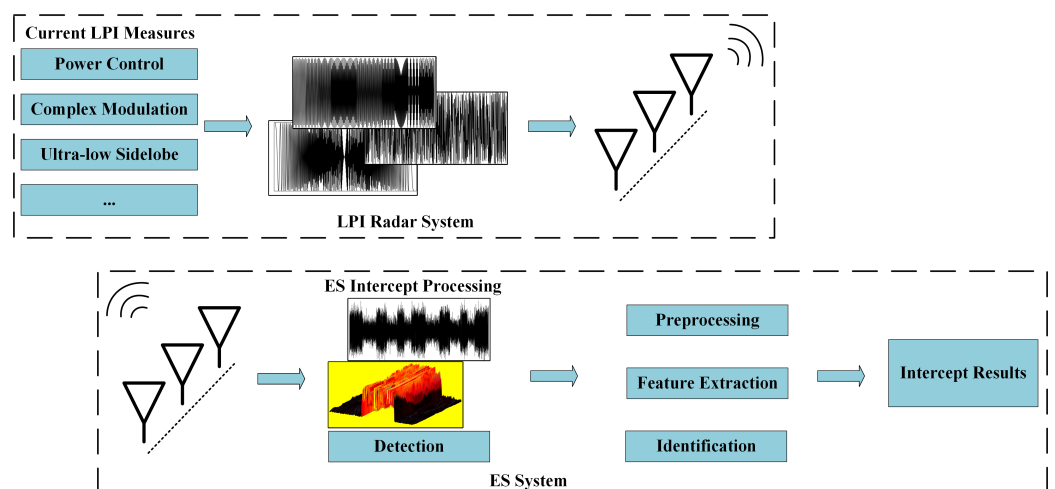 Current LPI Measures
Power Control
Complex Modulation
Ultra-low Sidelobe
...
LPI Radar System
ES Intercept Processing
Detection
Preprocessing
Feature Extraction
Identification
Intercept Results
ES System